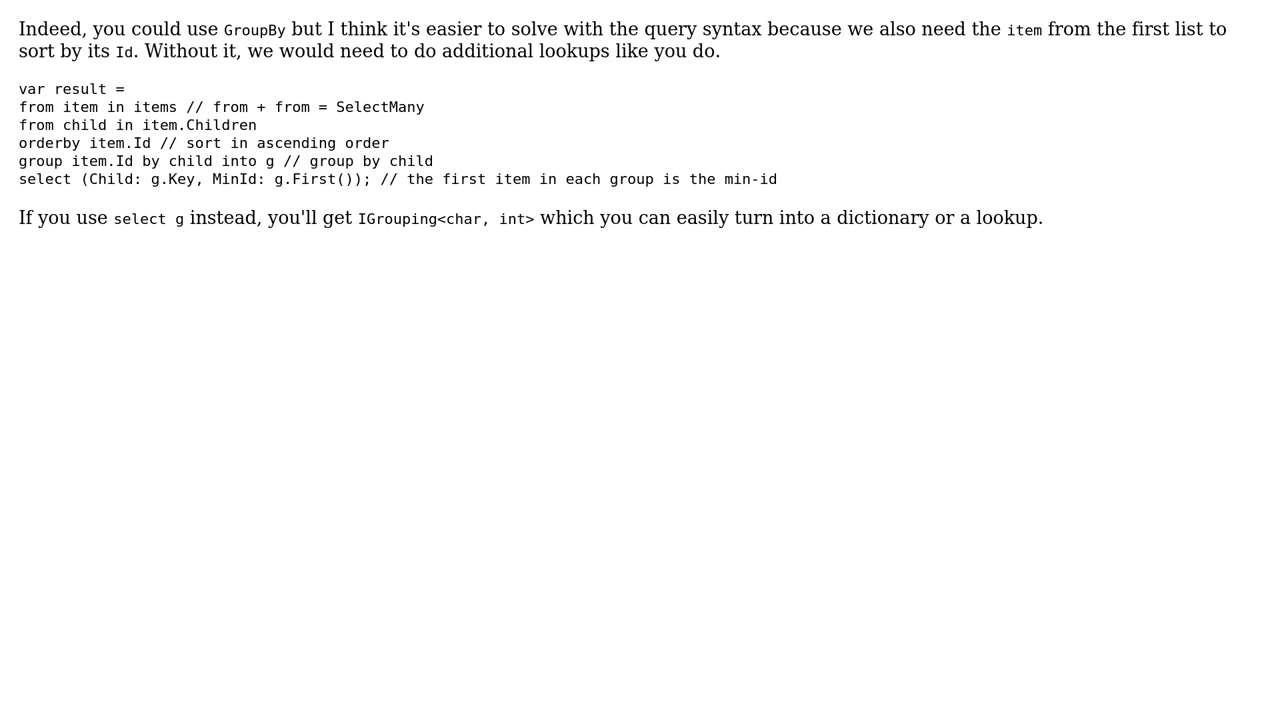 Indeed, you could use GroupBy but I think it's easier to solve with the query syntax because we also need the item from the first list to
sort by its Id. Without it, we would need to do additional lookups like you do.
var result =
from item in items // from + from = SelectMany
from child in item.Children
orderby item.Id // sort in ascending order
group item.Id by child into g // group by child
select (Child: g.Key, MinId: g.First()); // the first item in each group is the min-id
If you use select g instead, you'll get IGrouping<char, int> which you can easily turn into a dictionary or a lookup.